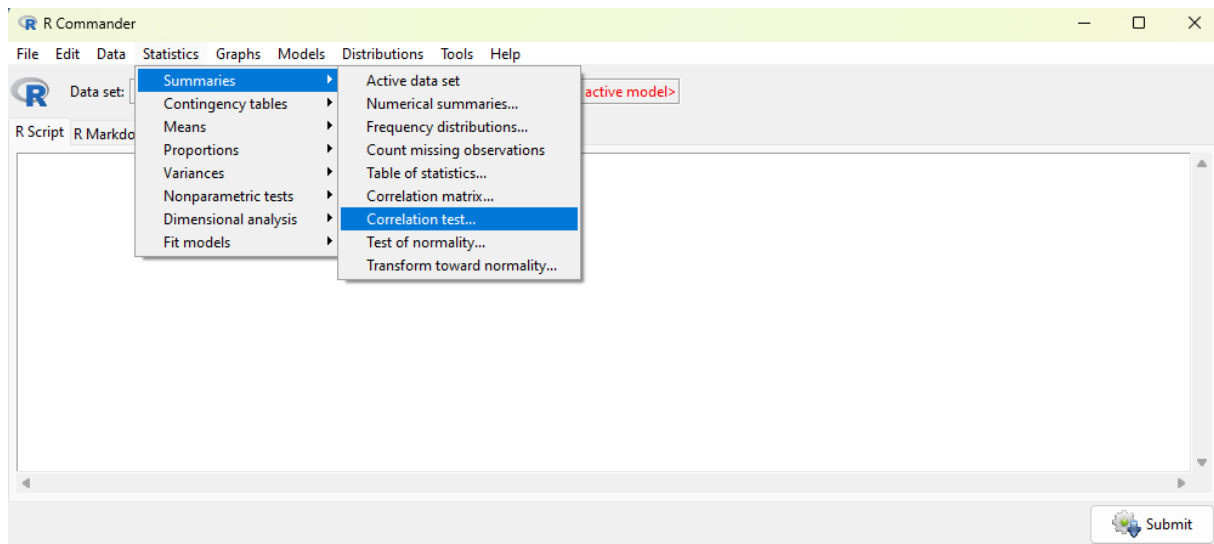 R Commander
File Edit Data Statistics Graphs Models Distributions Tools Help
Data set: active model>
R Script R Markdo
Summaries
Contingency tables
Means
Proportions
Variances
Nonparametric tests
Dimensional analysis
Fit models
Active data set
Numerical summaries...
Frequency distributions...
Count missing observations
Table of statistics...
Correlation matrix...
Correlation test...
Test of normality...
Transform toward normality...
Submit